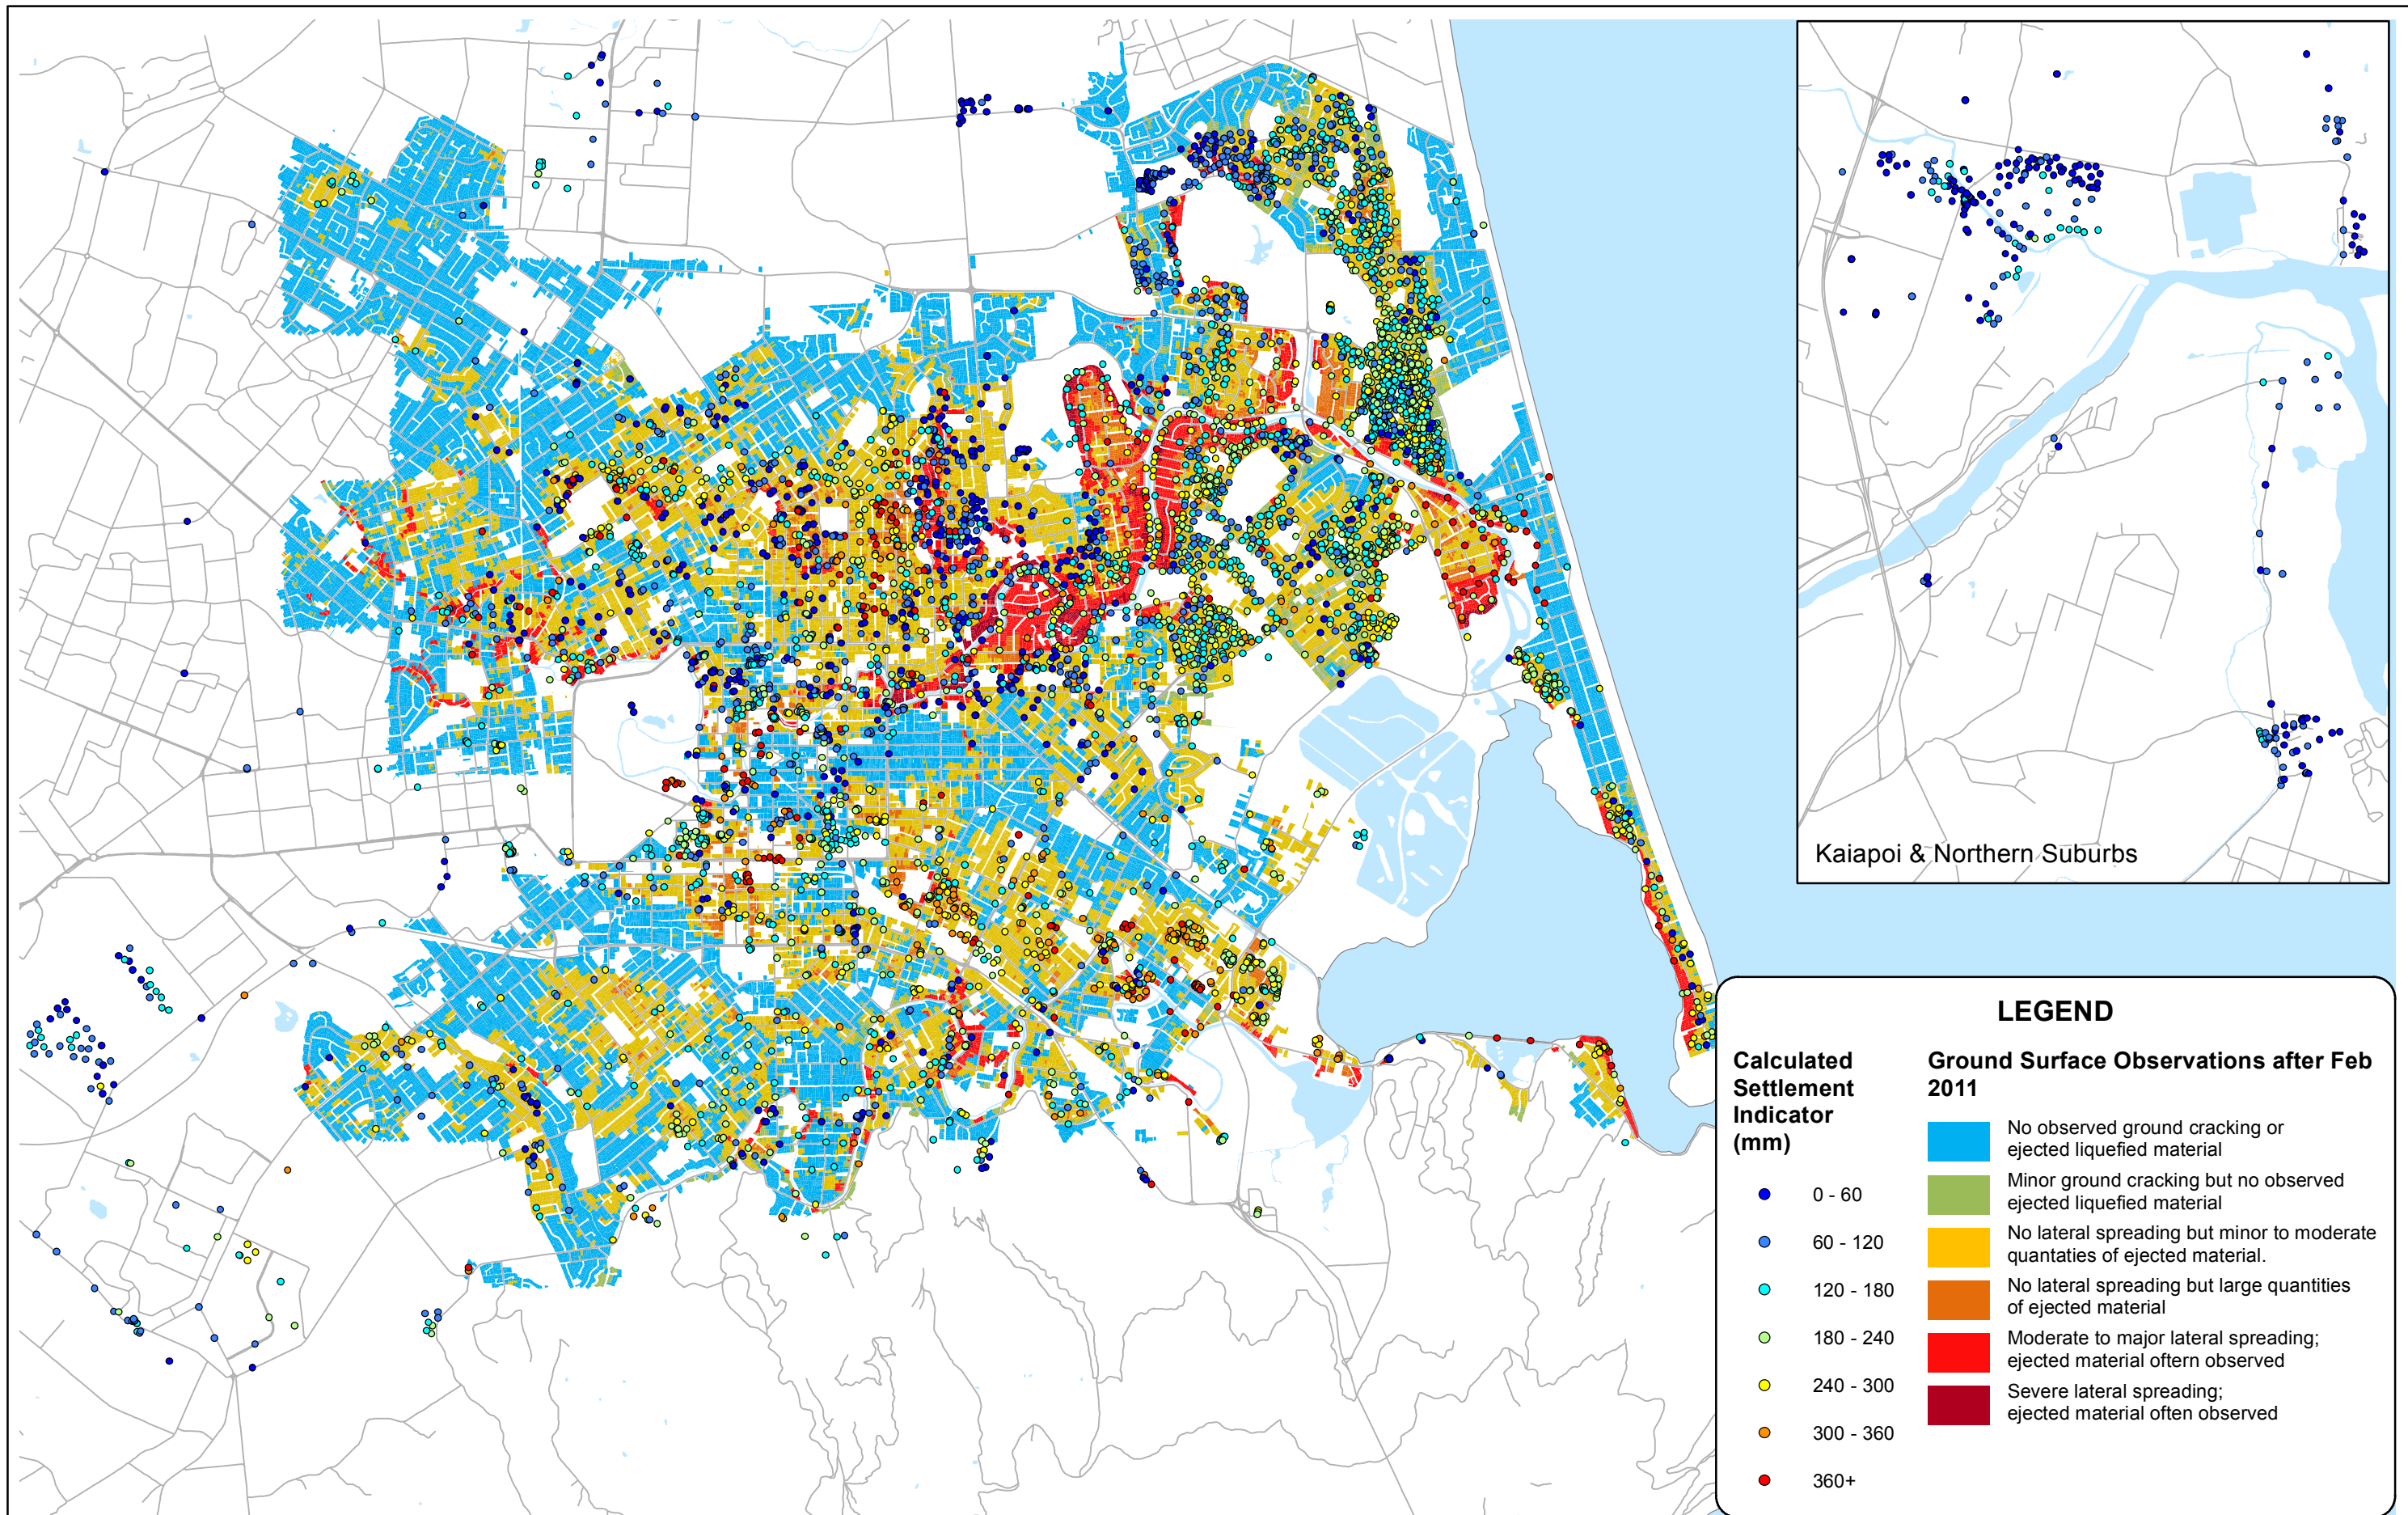 Kaiapoi & Northern Suburbs
LEGEND
Calculated
Settlement
Indicator
(mm)
0 - 60
60 - 120
120 - 180
180 - 240
240 - 300
300 - 360
360+
Ground Surface Observations after Feb
2011
No observed ground cracking or
ejected liquefied material
Minor ground cracking but no observed
ejected liquefied material
No lateral spreading but minor to moderate
quantaties of ejected material.
No lateral spreading but large quantities
of ejected material
Moderate to major lateral spreading;
ejected material oftern observed
Severe lateral spreading;
ejected material often observed